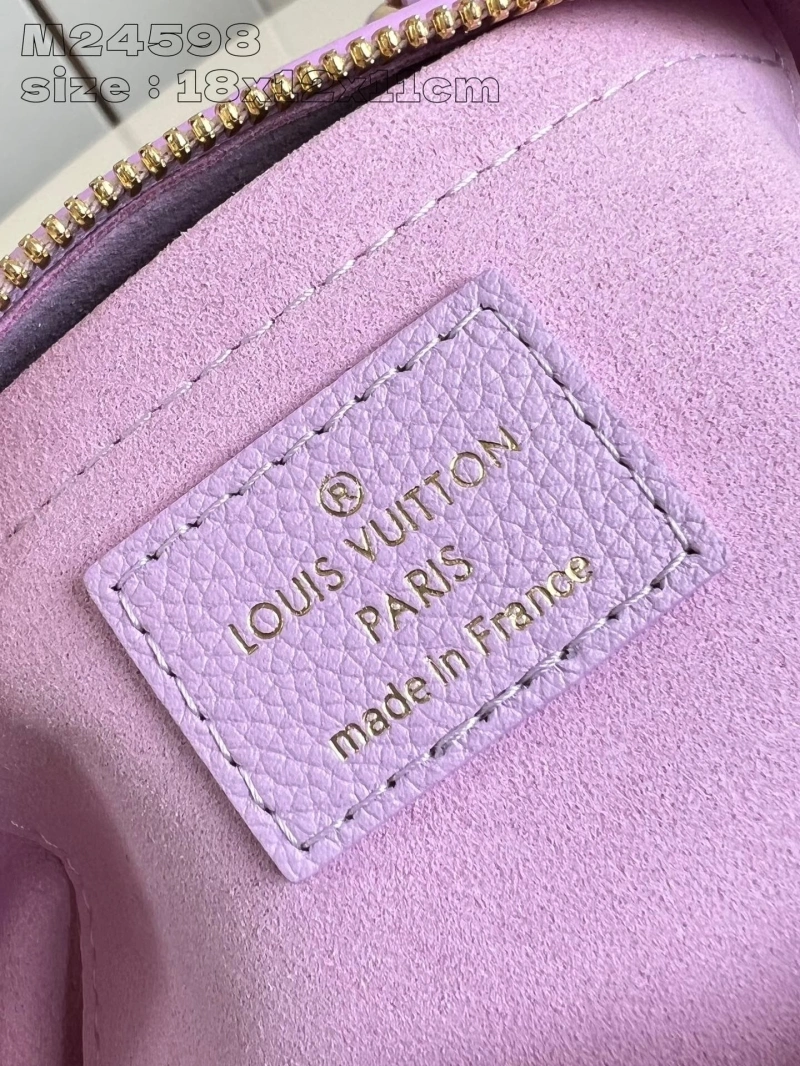 M24598
size：18x12x11cm
®
LOUIS VUITTON
PARIS
made in France